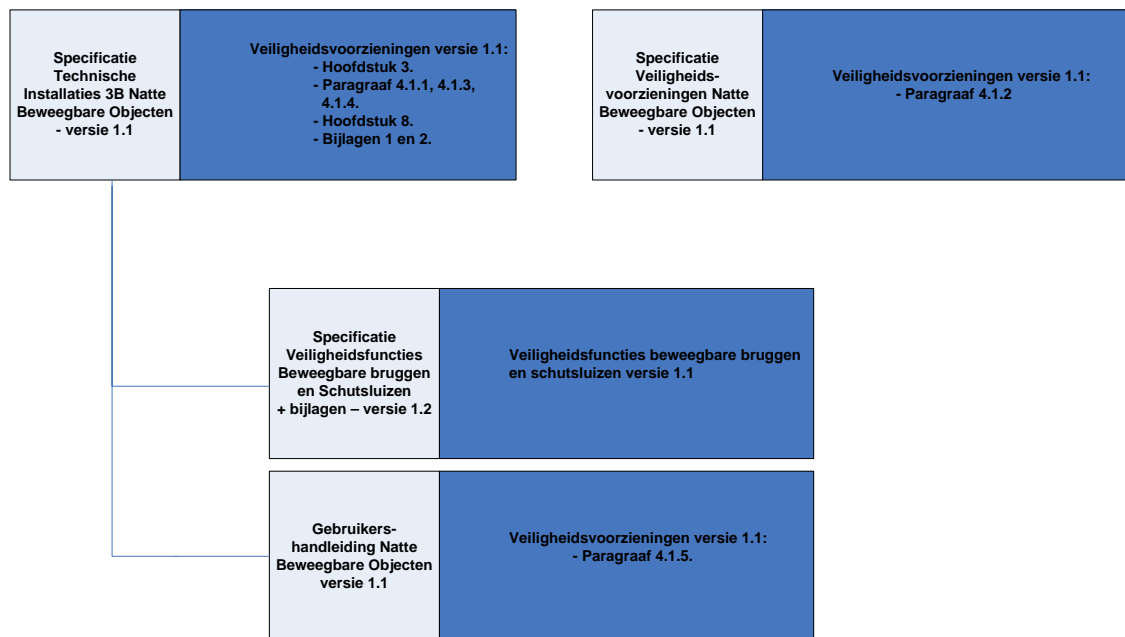 Specificatie
Technische
Installaties 3B Natte
Beweegbare Objecten
- versie 1.1
Veiligheidsvoorzieningen versie 1.1:
- Hoofdstuk 3.
- Paragraaf 4.1.1, 4.1.3,
4.1.4.
- Hoofdstuk 8.
- Bijlagen 1 en 2.
Specificatie
Veiligheids-
voorzieningen Natte
Beweegbare Objecten
- versie 1.1
Veiligheidsvoorzieningen versie 1.1:
- Paragraaf 4.1.2
Specificatie
Veiligheidsfuncties
Beweegbare bruggen
en Schutsluizen
+ bijlagen – versie 1.2
Veiligheidsfuncties beweegbare bruggen
en schutsluizen versie 1.1
Gebruikers-
handleiding Natte
Beweegbare Objecten
versie 1.1
Veiligheidsvoorzieningen versie 1.1:
- Paragraaf 4.1.5.